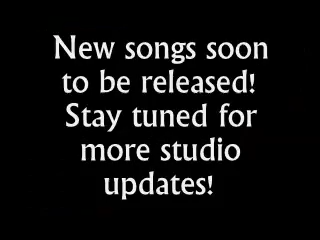 New songs soon
to be released!
Stay tuned for
more studio
updates!